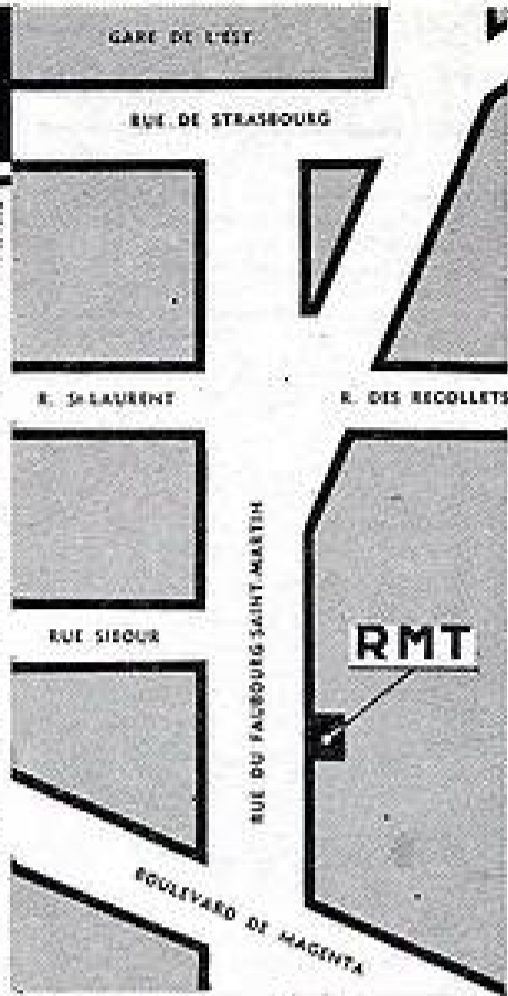 GARE DE L'EST
RUE DE STRASBOURG
R. St LAURENT
R. DES RECOLLETS
RUE DU FAUBOURG SAINT-MARTIN
RUE SIBOUR
RMT
BOULEVARD DE MAGENTA